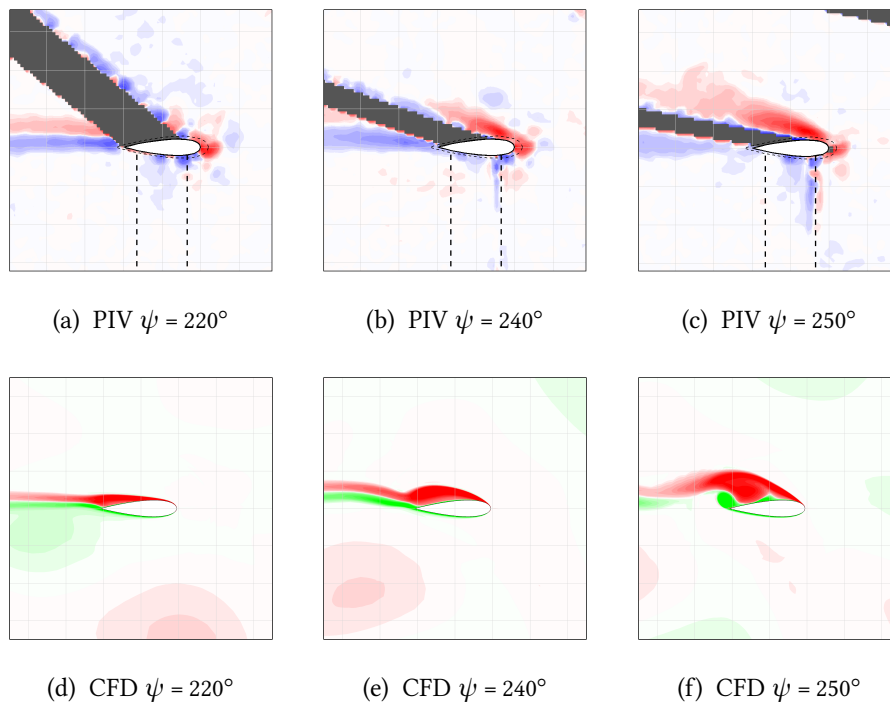 (a) PIV ψ = 220°
(b) PIV ψ = 240°
(c) PIV ψ = 250°
(d) CFD ψ = 220°
(e) CFD ψ = 240°
(f) CFD ψ = 250°